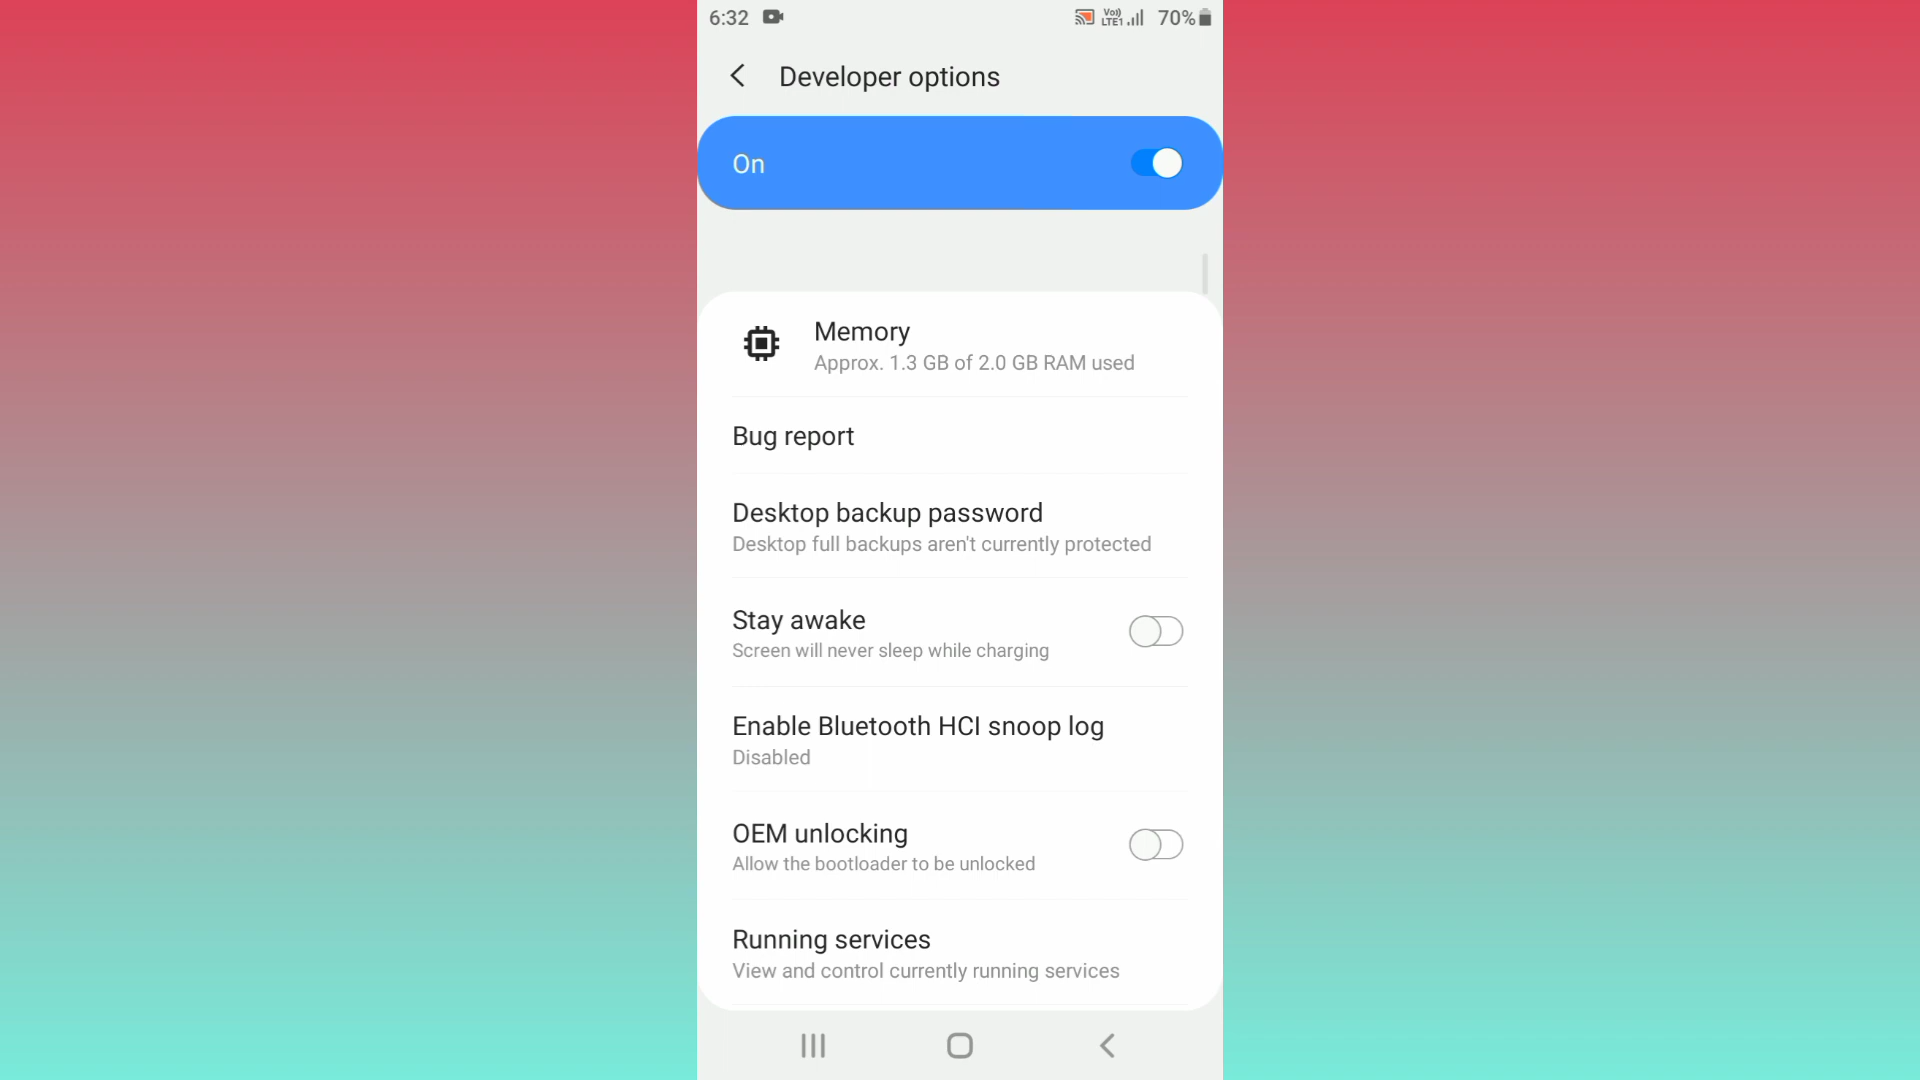 6:32
Vo))
LTE1
70%
Developer options
On
Memory
Approx. 1.3 GB of 2.0 GB RAM used
Bug report
Desktop backup password
Desktop full backups aren't currently protected
Stay awake
Screen will never sleep while charging
Enable Bluetooth HCI snoop log
Disabled
OEM unlocking
Allow the bootloader to be unlocked
Running services
View and control currently running services